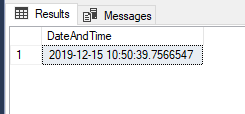 Results
Messages
DateAndTime
1
2019-12-15 10:50:39.7566547